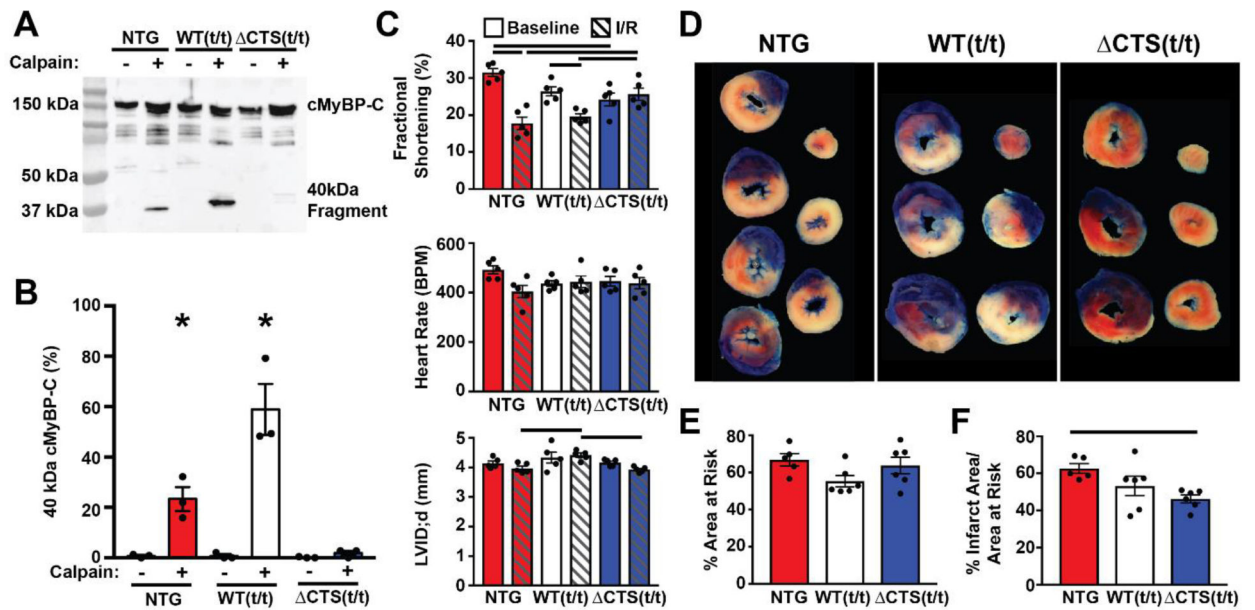 A
NTG WT(t/t) ΔCTS(t/t)
Calpain: - + - + - +
150 kDa
cMyBP-C
50 kDa
37 kDa
40kDa
Fragment
B
40 kDa cMyBP-C (%)
100
80
60
40
20
0
* *
Calpain: - + - + - +
NTG WT(t/t) ΔCTS(t/t)
C
Baseline I/R
Fractional
Shortening (%)
40
30
20
10
0
NTG WT(t/t) ΔCTS(t/t)
Heart Rate (BPM)
600
400
200
0
NTG WT(t/t) ΔCTS(t/t)
LVID;d (mm)
5
4
3
2
1
0
NTG WT(t/t) ΔCTS(t/t)
D
NTG WT(t/t) ΔCTS(t/t)
E
% Area at Risk
80
60
40
20
0
NTG WT(t/t) ΔCTS(t/t)
F
% Infarct Area/
Area at Risk
80
60
40
20
0
NTG WT(t/t) ΔCTS(t/t)